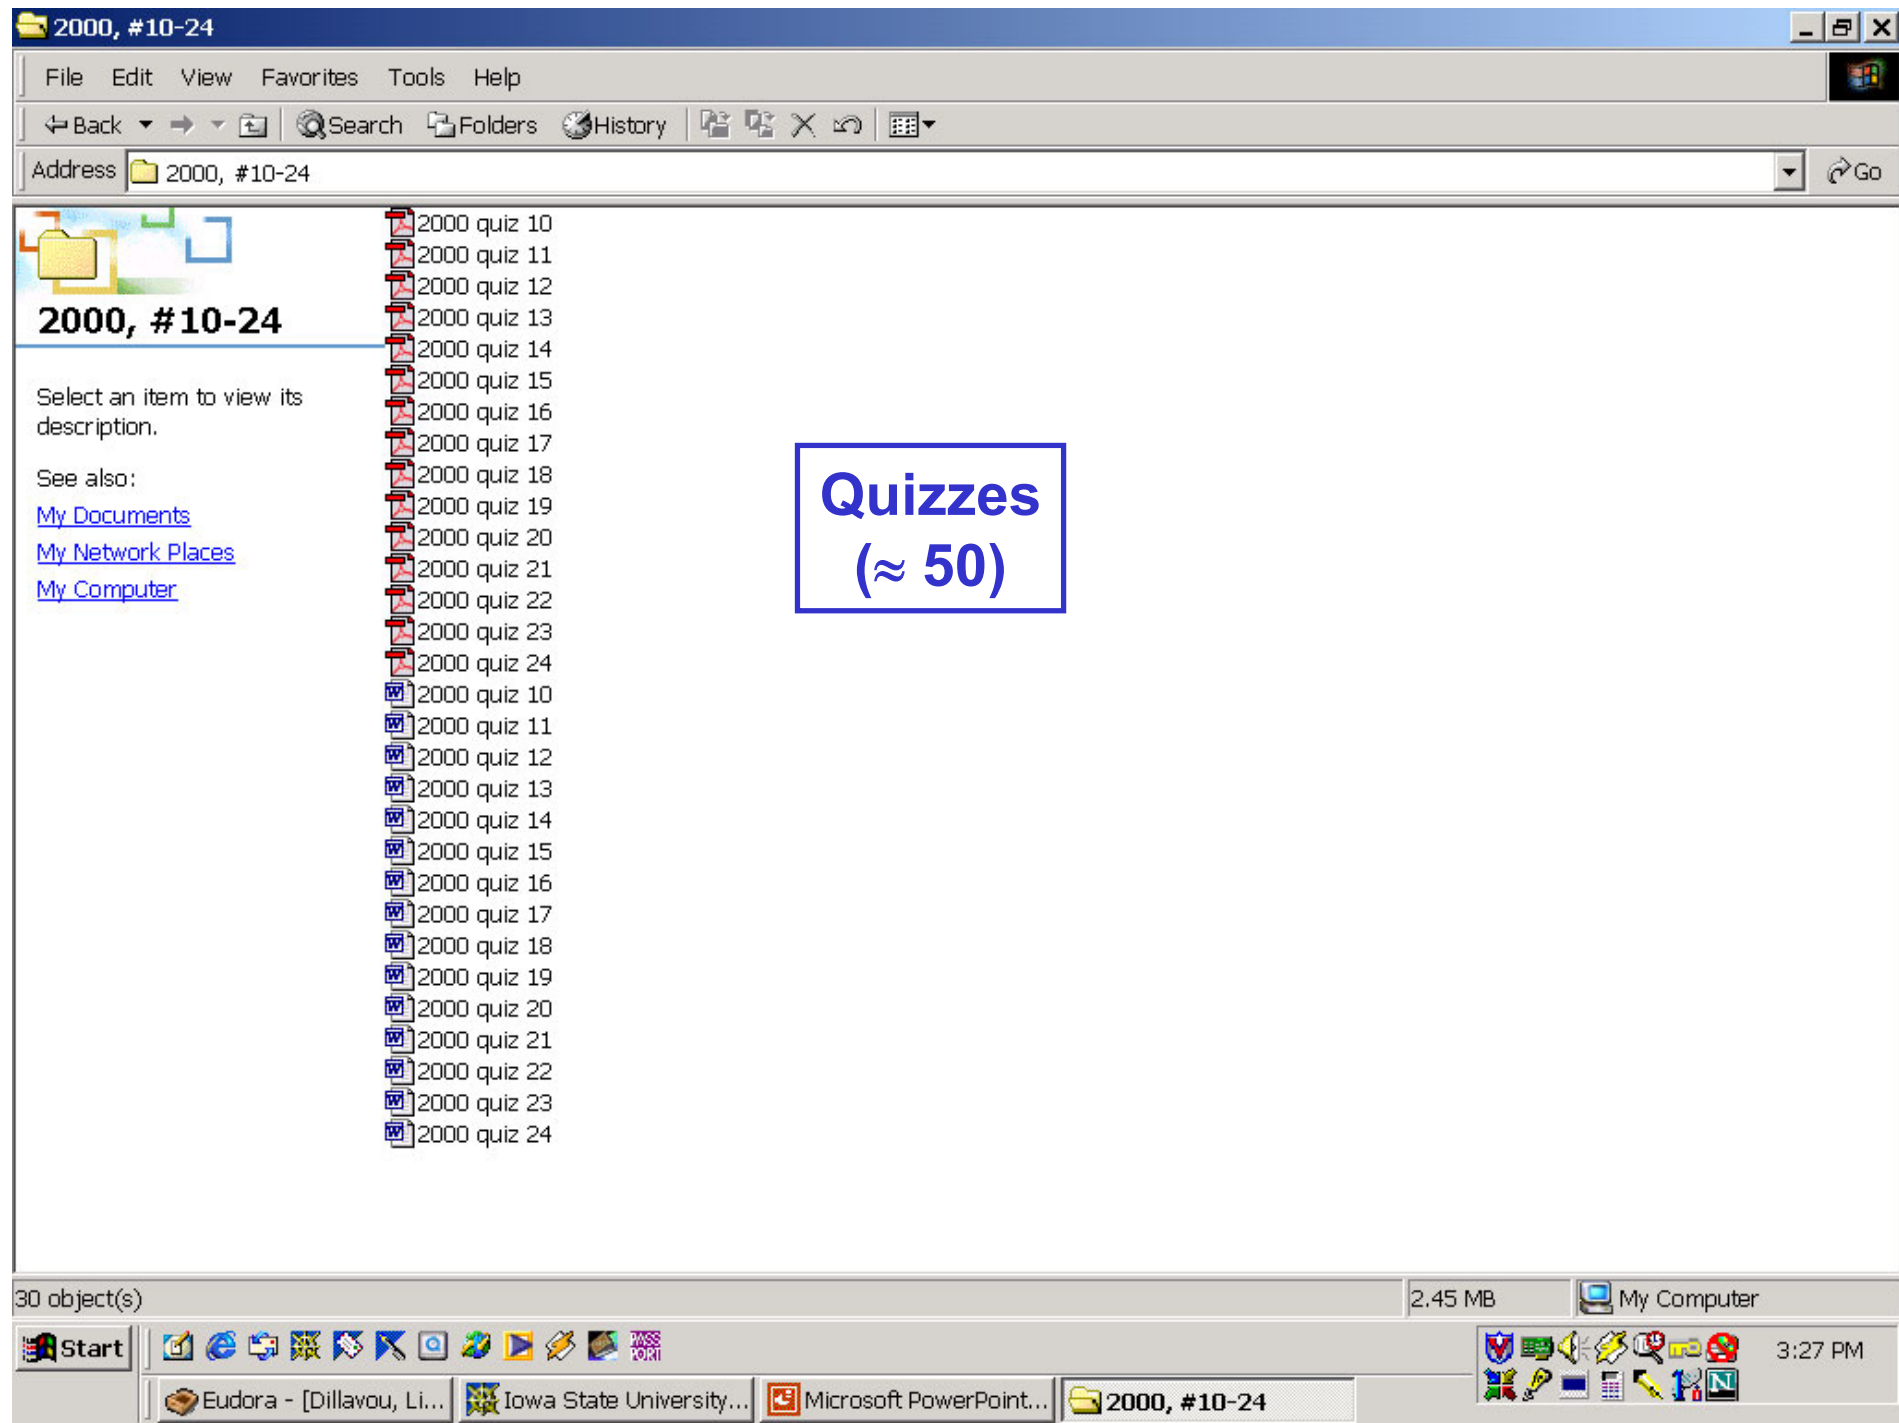 2000, #10-24
File Edit View Favorites Tools Help
Back Search Folders History
Address 2000, #10-24 Go
2000, #10-24
Select an item to view its
description.
See also:
My Documents
My Network Places
My Computer
2000 quiz 10
2000 quiz 11
2000 quiz 12
2000 quiz 13
2000 quiz 14
2000 quiz 15
2000 quiz 16
2000 quiz 17
2000 quiz 18
2000 quiz 19
2000 quiz 20
2000 quiz 21
2000 quiz 22
2000 quiz 23
2000 quiz 24
2000 quiz 10
2000 quiz 11
2000 quiz 12
2000 quiz 13
2000 quiz 14
2000 quiz 15
2000 quiz 16
2000 quiz 17
2000 quiz 18
2000 quiz 19
2000 quiz 20
2000 quiz 21
2000 quiz 22
2000 quiz 23
2000 quiz 24
Quizzes
(≈ 50)
30 object(s) 2.45 MB My Computer
Start PASS PORT 3:27 PM
Eudora - [Dillavou, Li... Iowa State University... Microsoft PowerPoint... 2000, #10-24